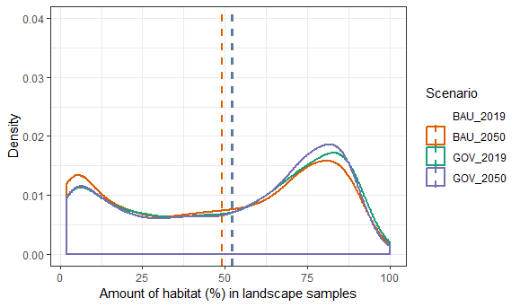 0.04
0.03
0.02
0.01
0.00
Density
0 25 50 75 100
Amount of habitat (%) in landscape samples
Scenario
BAU_2019
BAU_2050
GOV_2019
GOV_2050